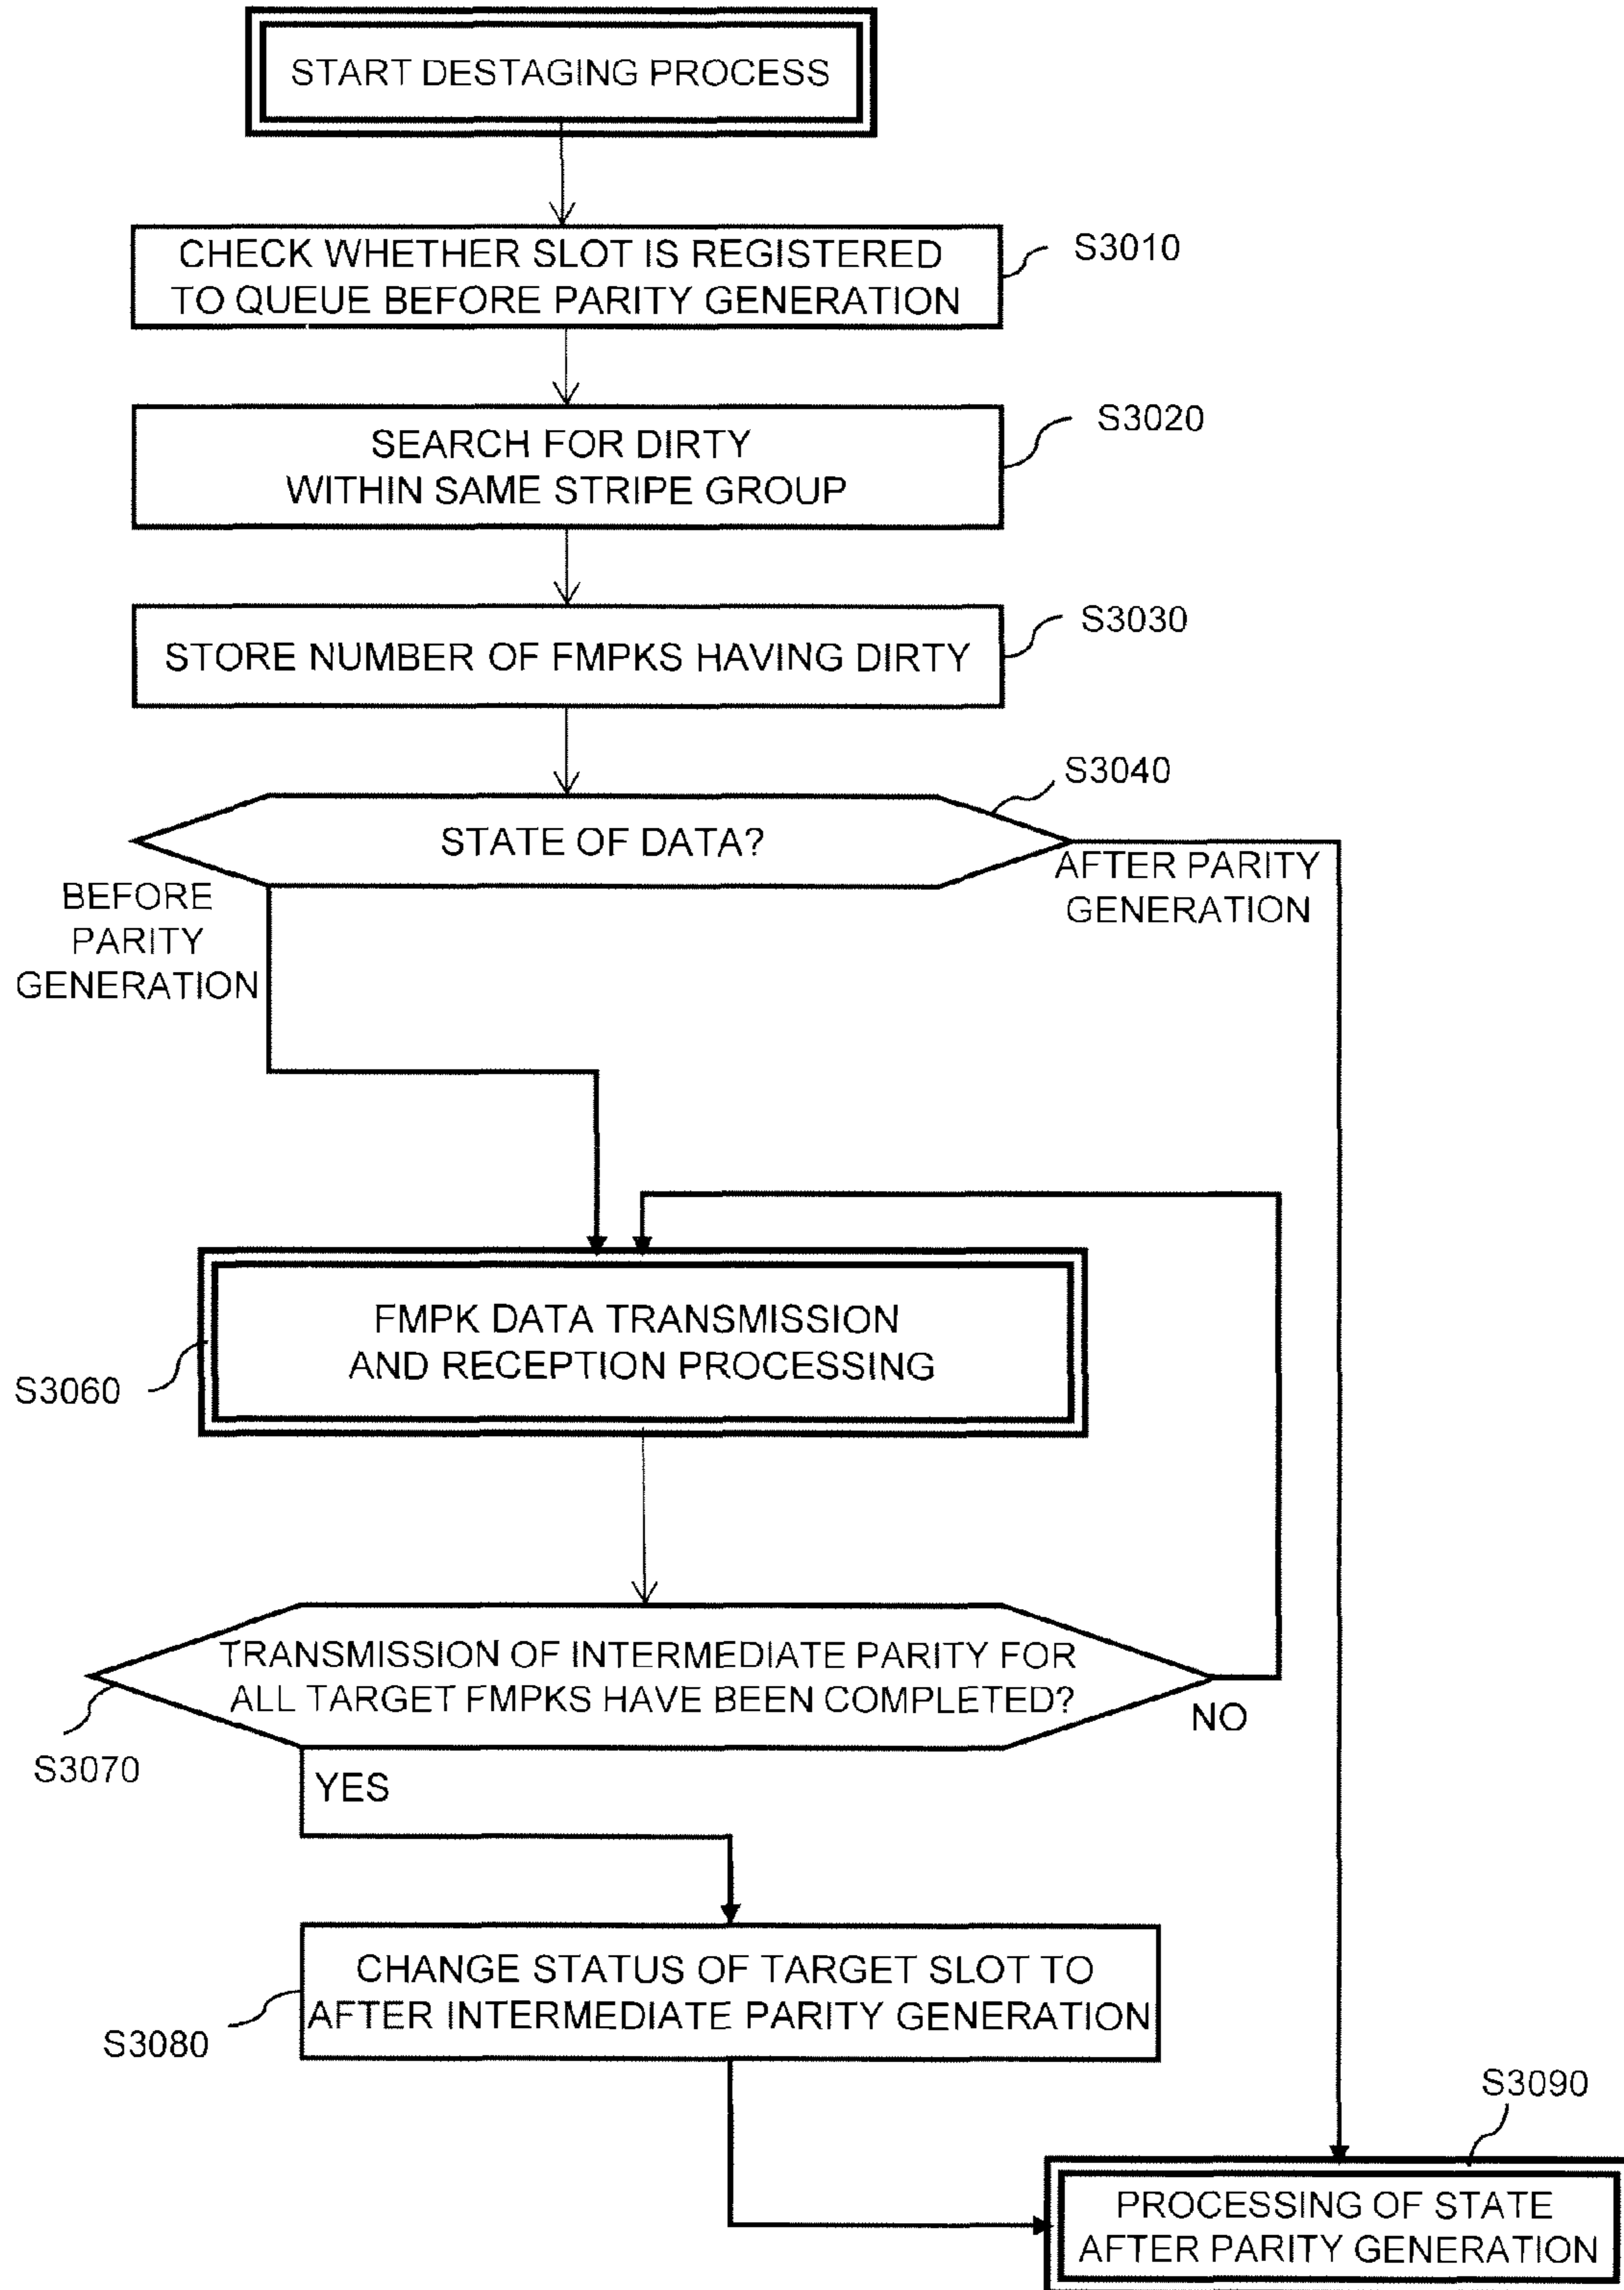 START DESTAGING PROCESS
CHECK WHETHER SLOT IS REGISTERED
TO QUEUE BEFORE PARITY GENERATION
S3010
SEARCH FOR DIRTY
WITHIN SAME STRIPE GROUP
S3020
STORE NUMBER OF FMPKS HAVING DIRTY
S3030
S3040
STATE OF DATA?
BEFORE
PARITY
GENERATION
AFTER PARITY
GENERATION
FMPK DATA TRANSMISSION
AND RECEPTION PROCESSING
S3060
TRANSMISSION OF INTERMEDIATE PARITY FOR
ALL TARGET FMPKS HAVE BEEN COMPLETED?
NO
S3070
YES
CHANGE STATUS OF TARGET SLOT TO
AFTER INTERMEDIATE PARITY GENERATION
S3080
S3090
PROCESSING OF STATE
AFTER PARITY GENERATION